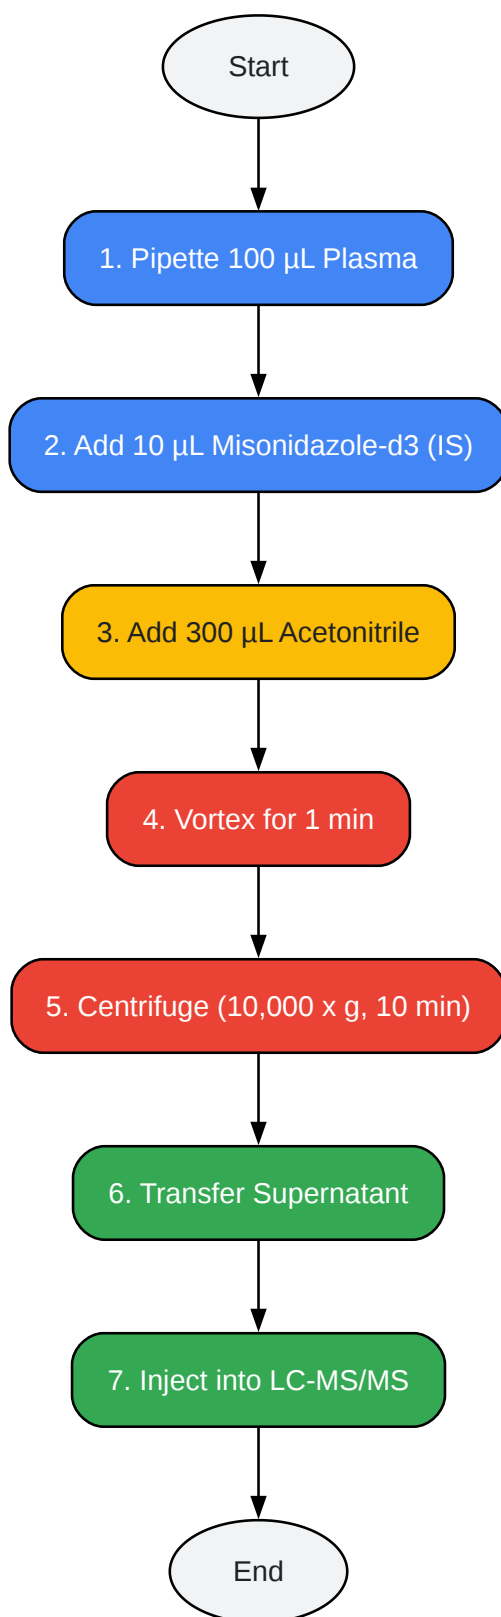 Start
1. Pipette 100 µL Plasma
2. Add 10 µL Misonidazole-d3 (IS)
3. Add 300 µL Acetonitrile
4. Vortex for 1 min
5. Centrifuge (10,000 x g, 10 min)
6. Transfer Supernatant
7. Inject into LC-MS/MS
End